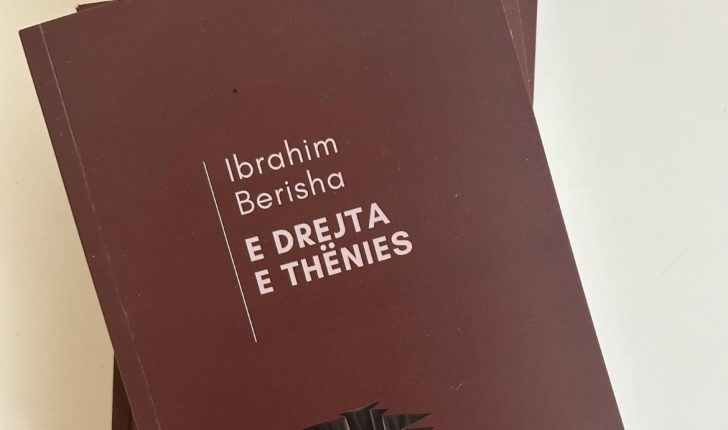 Ibrahim
Berisha
E DREJTA
E THËNIES